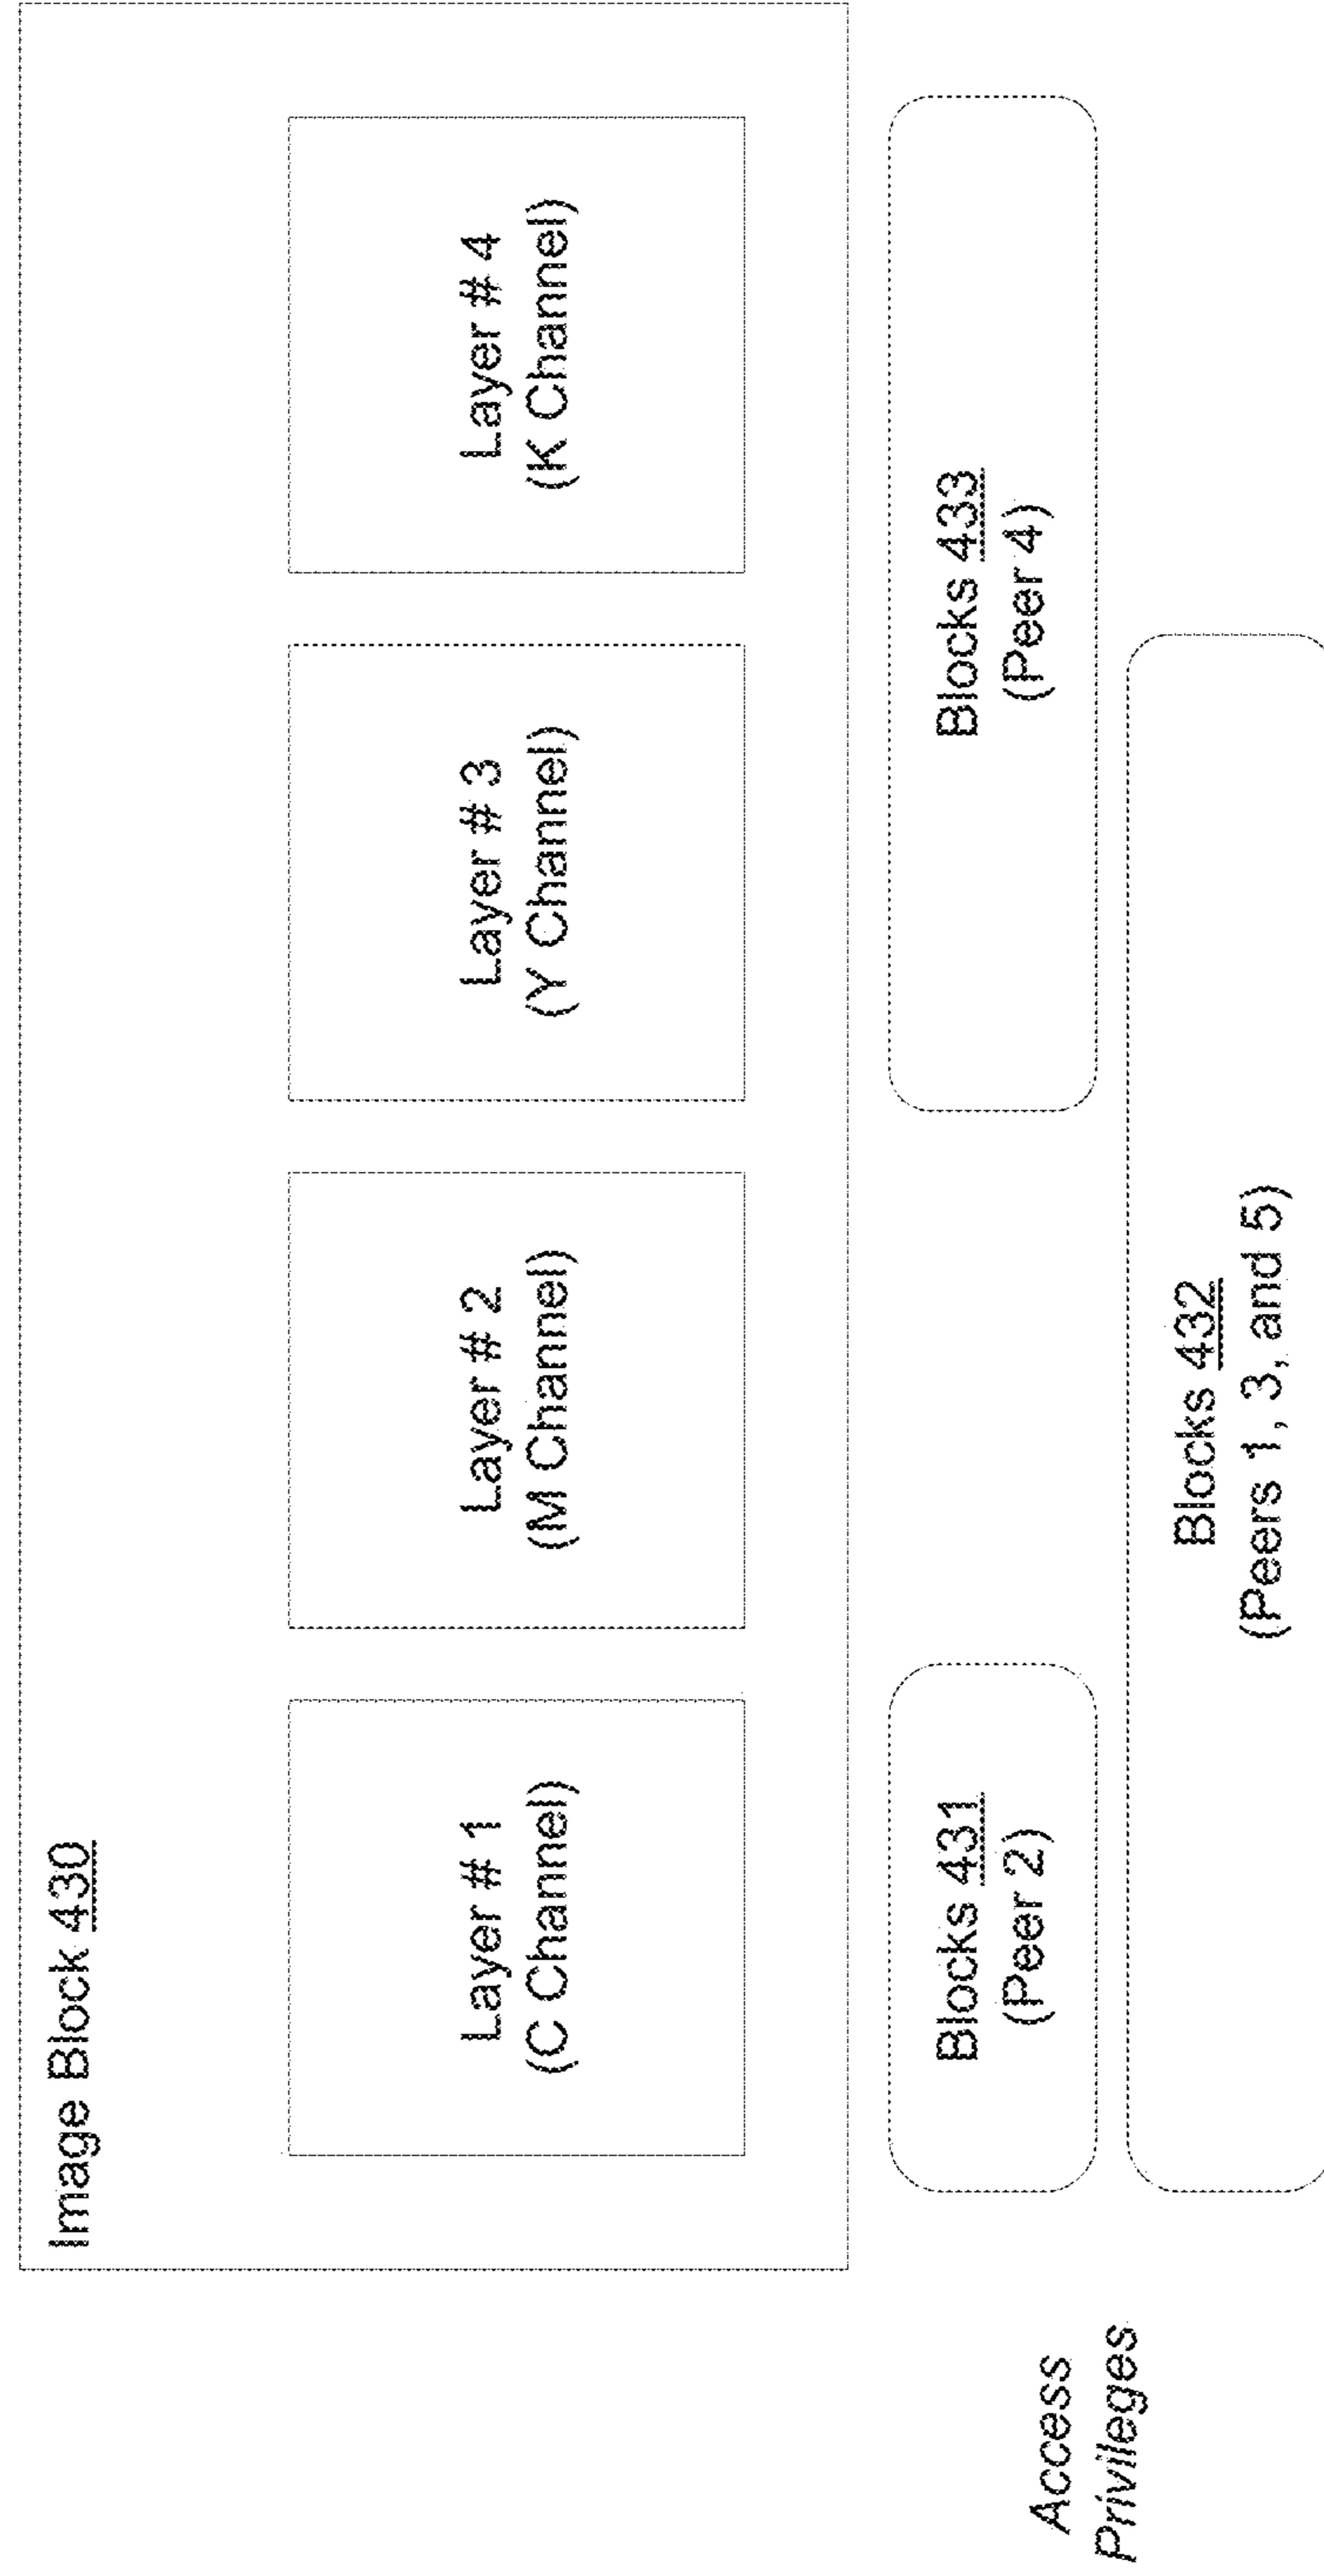 Image Block 430
Layer # 1
(C Channel)
Layer # 2
(M Channel)
Layer # 3
(Y Channel)
Layer # 4
(K Channel)
Access
Privileges
Blocks 431
(Peer 2)
Blocks 433
(Peer 4)
Blocks 432
(Peers 1, 3, and 5)